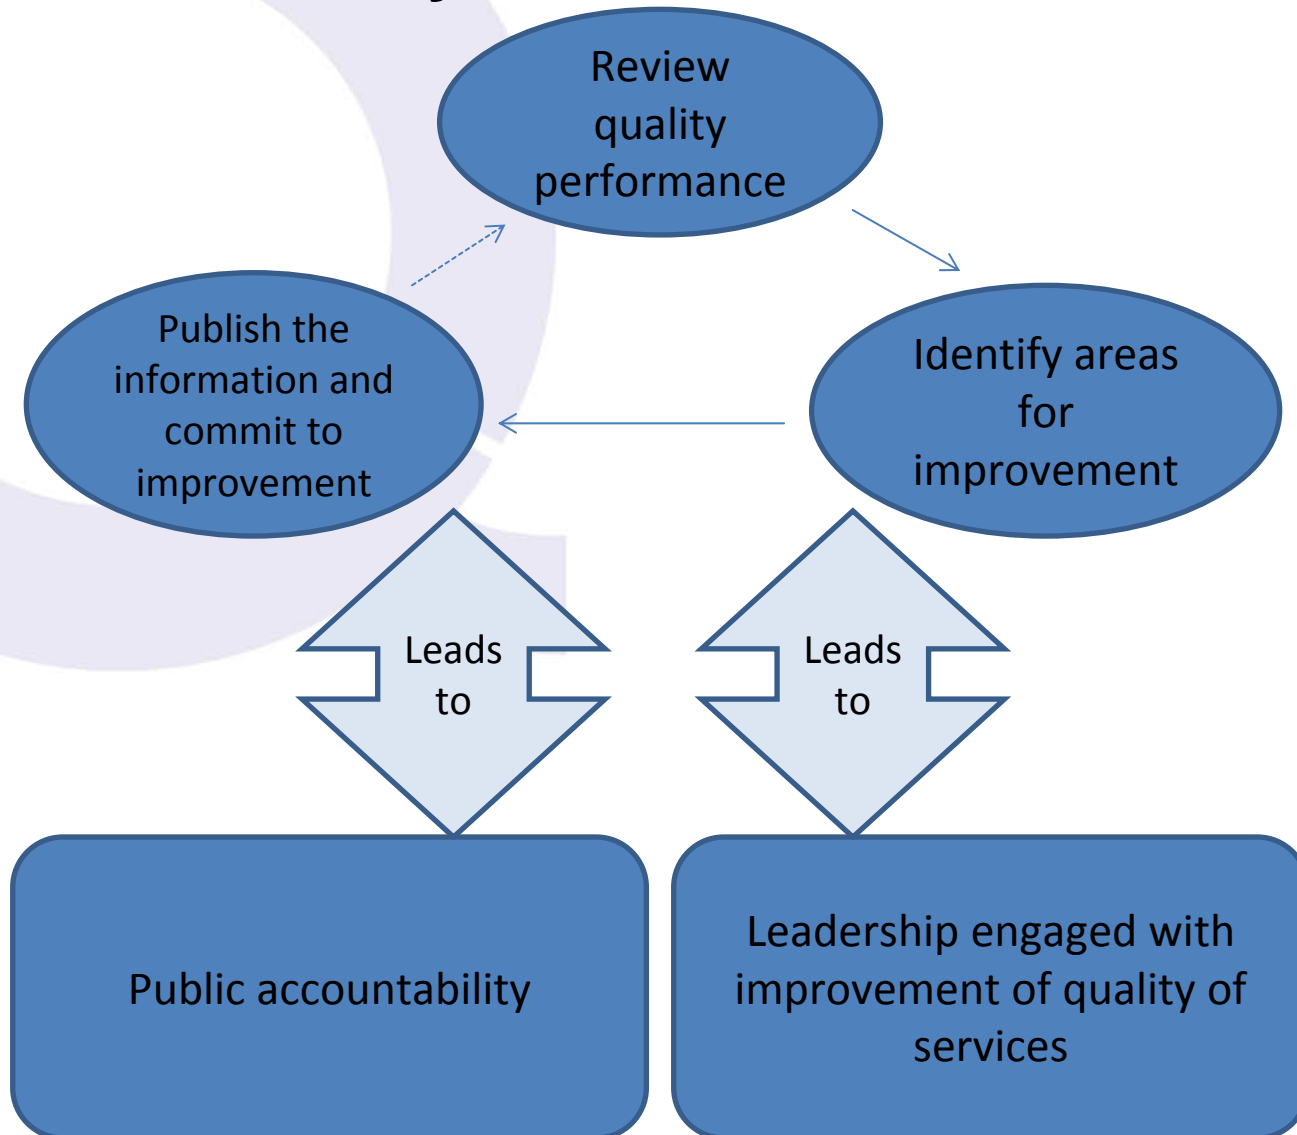 Review
quality
performance
Publish the
information and
commit to
improvement
Identify areas
for
improvement
Leads
to
Leads
to
Public accountability
Leadership engaged with
improvement of quality of
services